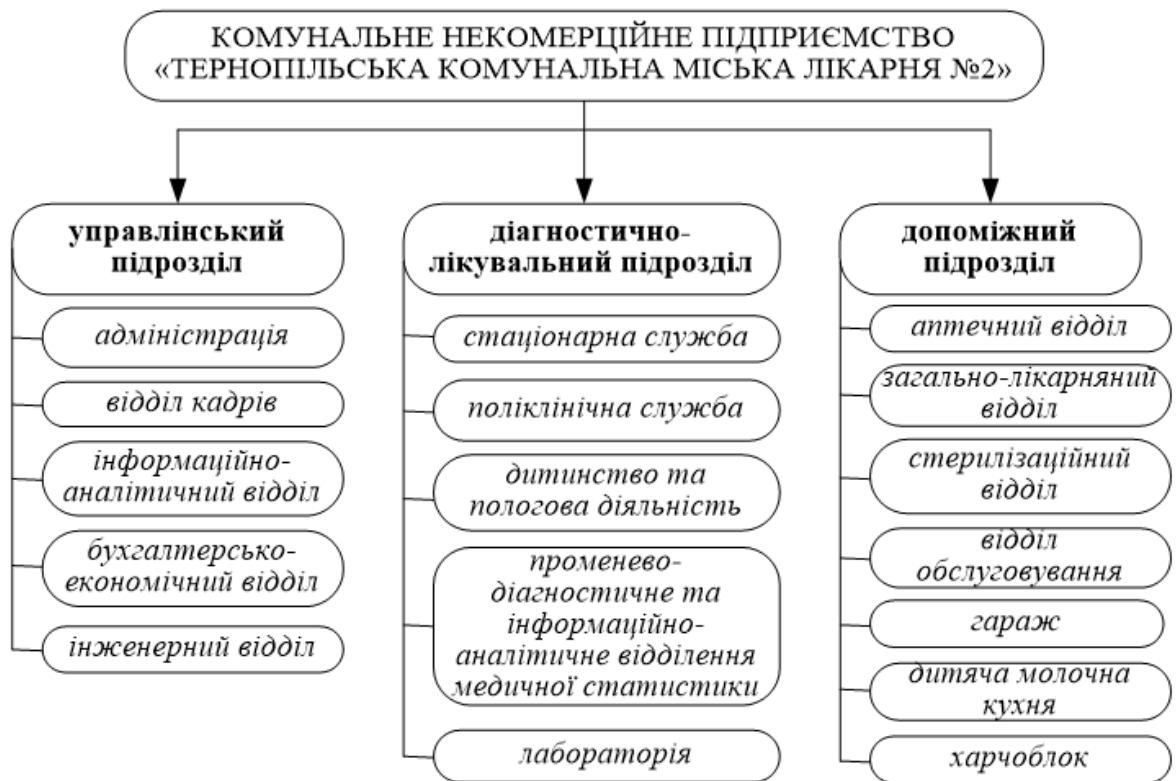 КОМУНАЛЬНЕ НЕКОМЕРЦІЙНЕ ПІДПРИЄМСТВО
«ТЕРНОПІЛЬСЬКА КОМУНАЛЬНА МІСЬКА ЛІКАРНЯ №2»
управлінський
підрозділ
адміністрація
відділ кадрів
інформаційно-
аналітичний відділ
бухгалтерсько-
економічний відділ
інженерний відділ
діагностично-
лікувальний підрозділ
стаціонарна служба
поліклінічна служба
дитинство та
пологова діяльність
променево-
діагностичне та
інформаційно-
аналітичне відділення
медичної статистики
лабораторія
допоміжний
підрозділ
аптечний відділ
загально-лікарняний
відділ
стерилізаційний
відділ
відділ
обслуговування
гараж
дитяча молочна
кухня
харчоблок